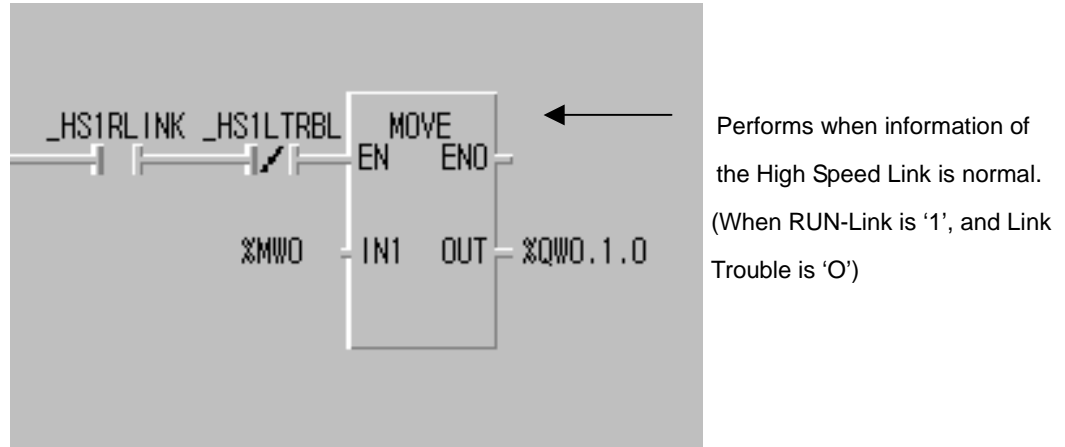 _HS1RLINK _HS1LTRBL MOVE
EN ENO
%MW0 IN1 OUT %QW0.1.0
Performs when information of
the High Speed Link is normal.
(When RUN-Link is ‘1’, and Link
Trouble is ‘O’)